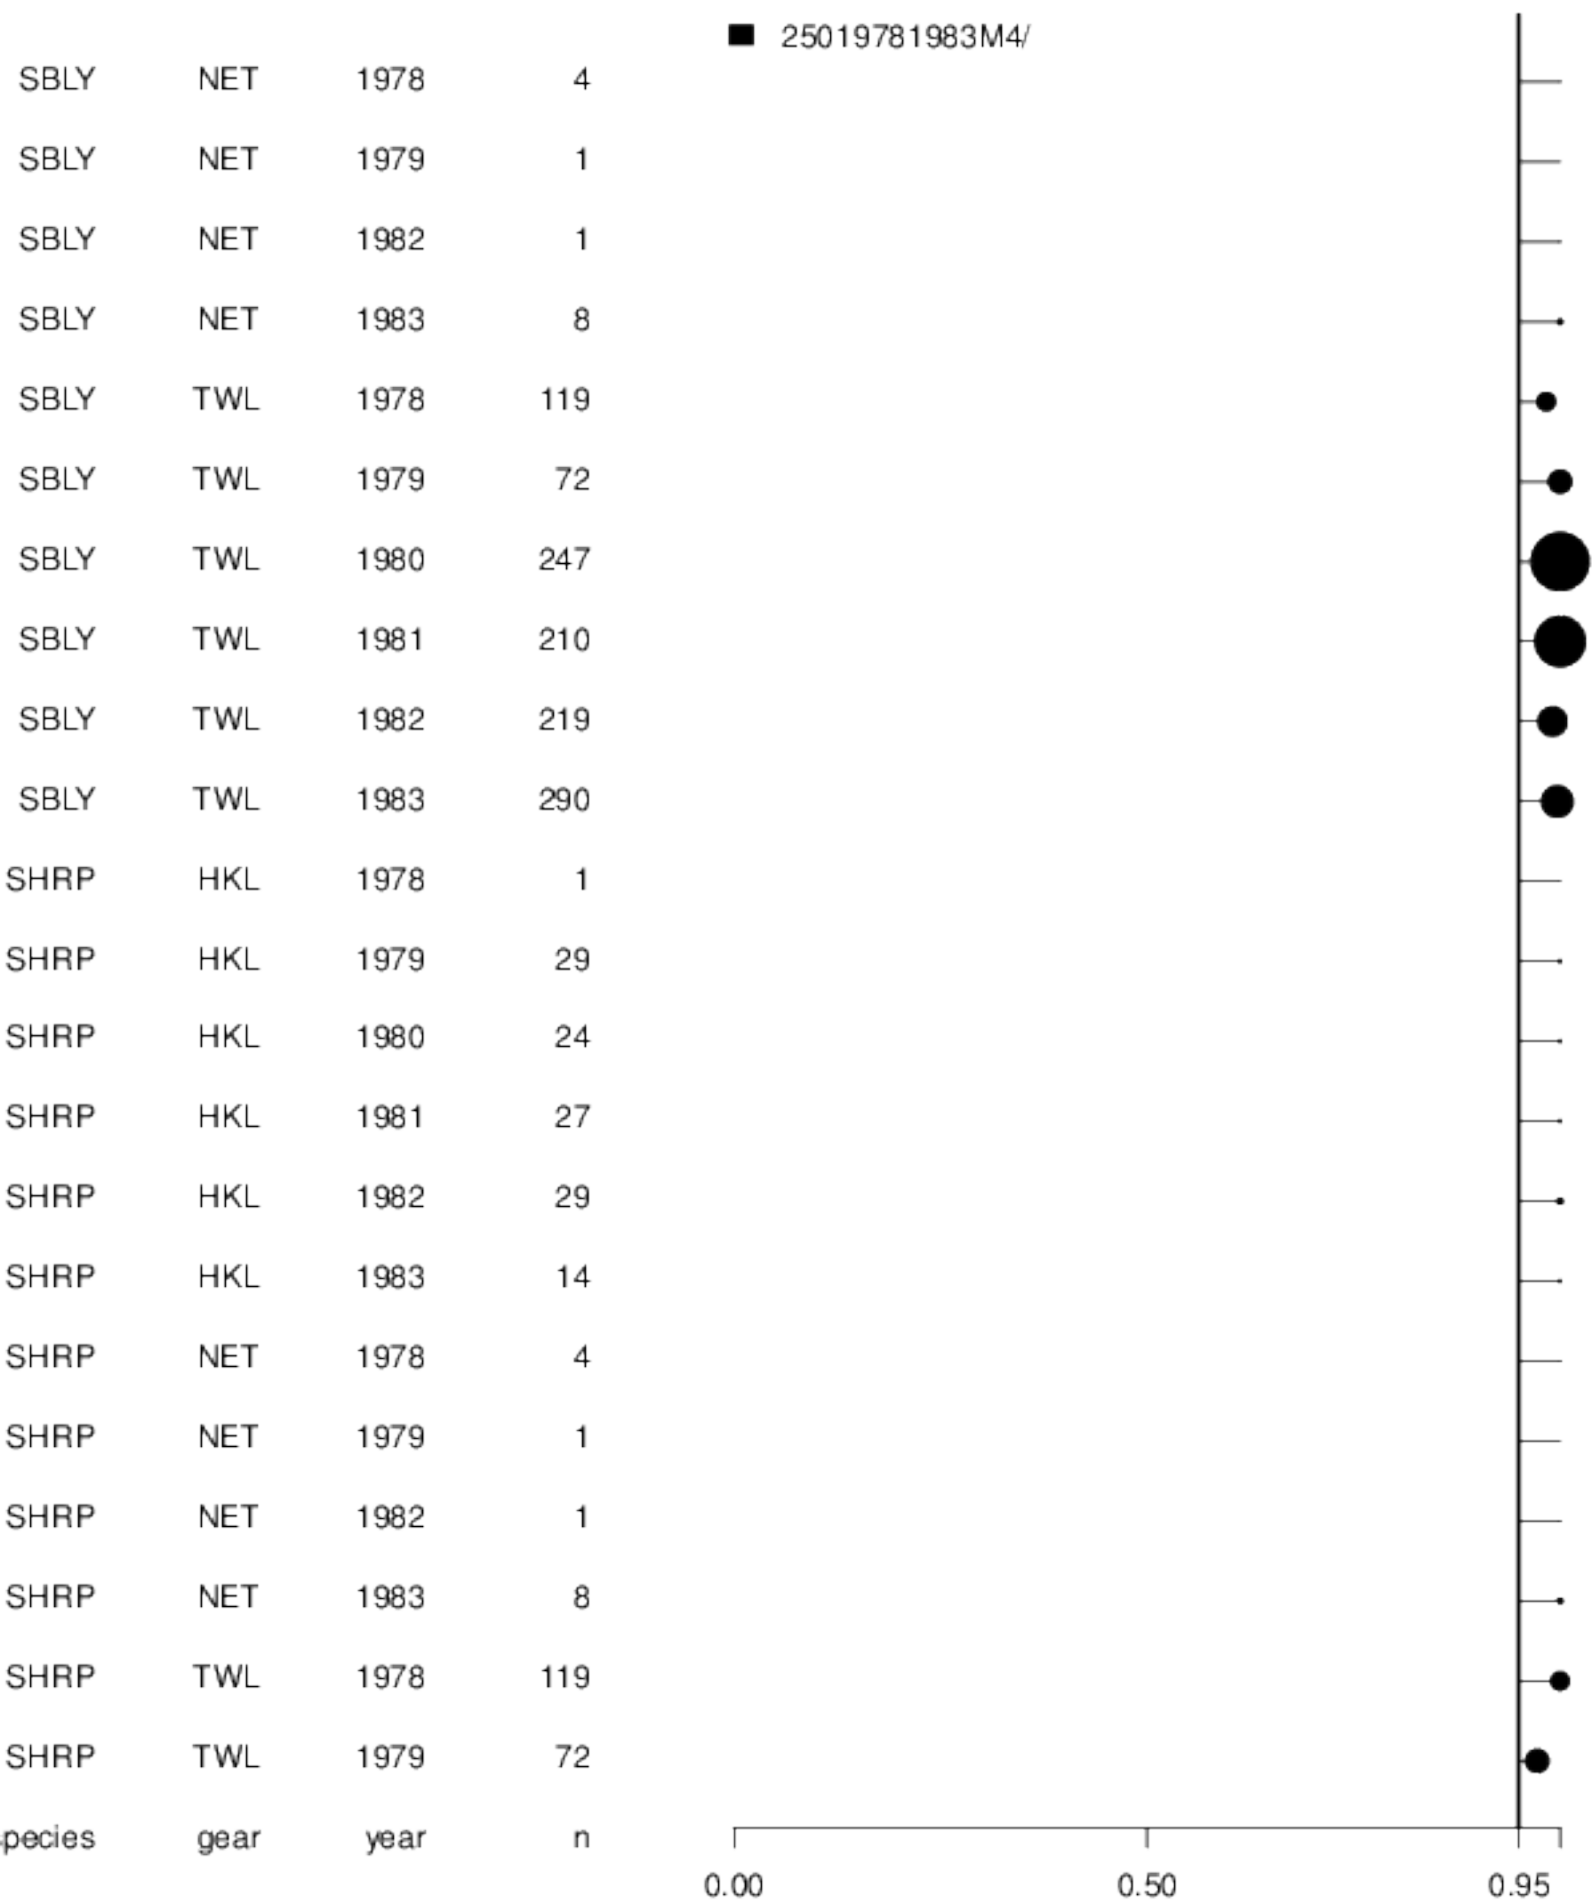 25019781983M4/
SBLY NET 1978 4
SBLY NET 1979 1
SBLY NET 1982 1
SBLY NET 1983 8
SBLY TWL 1978 119
SBLY TWL 1979 72
SBLY TWL 1980 247
SBLY TWL 1981 210
SBLY TWL 1982 219
SBLY TWL 1983 290
SHRP HKL 1978 1
SHRP HKL 1979 29
SHRP HKL 1980 24
SHRP HKL 1981 27
SHRP HKL 1982 29
SHRP HKL 1983 14
SHRP NET 1978 4
SHRP NET 1979 1
SHRP NET 1982 1
SHRP NET 1983 8
SHRP TWL 1978 119
SHRP TWL 1979 72
pecies gear year n
0.00 0.50 0.95